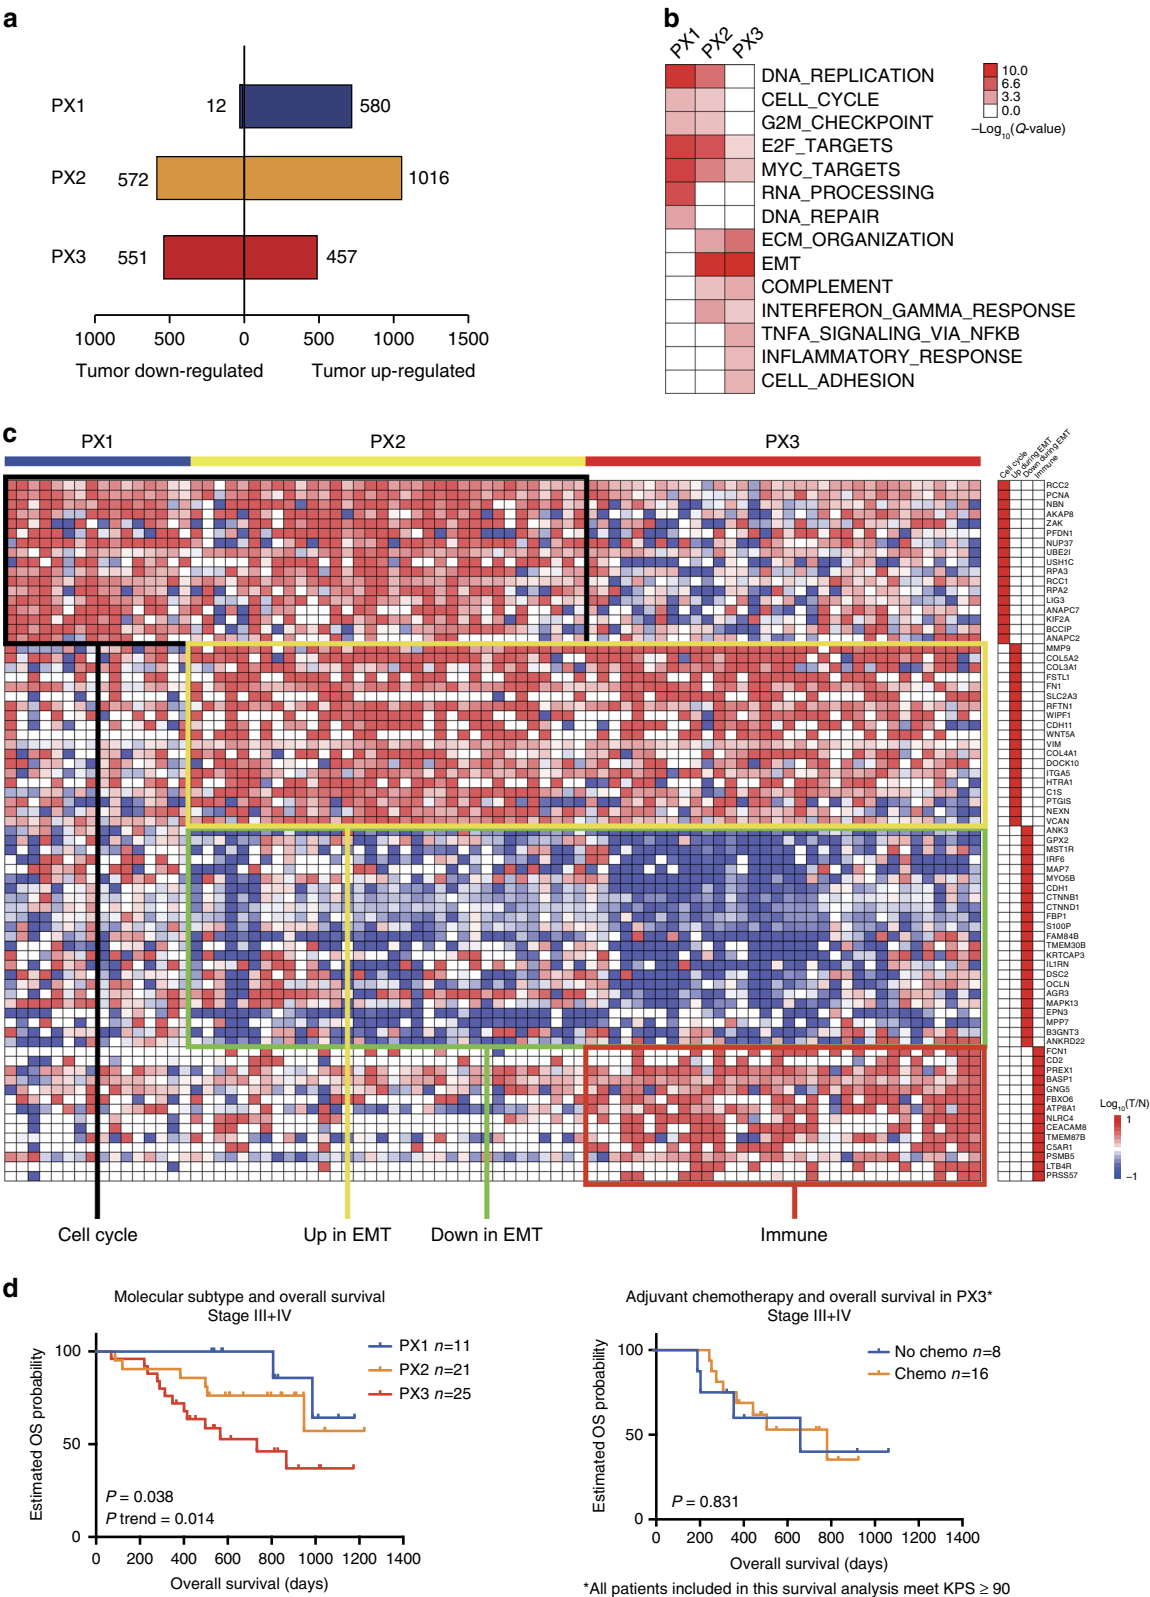 a
PX1
12
580
PX2
572
1016
PX3
551
457
1000
500
0
500
1000
1500
Tumor down-regulated
Tumor up-regulated
b
PX1
PX2
PX3
DNA_REPLICATION
CELL_CYCLE
G2M_CHECKPOINT
E2F_TARGETS
MYC_TARGETS
RNA_PROCESSING
DNA_REPAIR
ECM_ORGANIZATION
EMT
COMPLEMENT
INTERFERON_GAMMA_RESPONSE
TNFA_SIGNALING_VIA_NFKB
INFLAMMATORY_RESPONSE
CELL_ADHESION
10.0
6.6
3.3
0.0
−Log10(Q-value)
c
PX1
PX2
PX3
Cell cycle
Up during EMT
Down during EMT
Immune
RCC2
PCNA
NBN
AKAP8
ZAK
PFDN1
NUP37
UBE2I
USH1C
RPA3
RCC1
RPA2
LIG3
ANAPC7
KIF2A
BCCIP
ANAPC2
MMP9
COL5A2
COL3A1
FSTL1
FN1
SLC2A3
RFTN1
WIPF1
CDH11
WNT5A
VIM
COL4A1
DOCK10
ITGA5
HTRA1
C1S
PTGIS
NEXN
VCAN
ANK3
GPX2
MST1R
IRF6
MAP7
MYO5B
CDH1
CTNNB1
CTNND1
FBP1
S100P
FAM84B
TMEM30B
KRTCAP3
IL1RN
DSC2
OCLN
AGR3
MAPK13
EPN3
MPP7
B3GNT3
ANKRD22
FCN1
CD2
PREX1
BASP1
GNG5
FBXO6
ATP8A1
NLRC4
CEACAM8
TMEM87B
C5AR1
PSMB5
LTB4R
PRSS57
Log10(T/N)
1
−1
Cell cycle
Up in EMT
Down in EMT
Immune
d
Molecular subtype and overall survival
Stage III+IV
Estimated OS probability
100
50
0
PX1 n=11
PX2 n=21
PX3 n=25
P = 0.038
P trend = 0.014
0
200
400
600
800
1000
1200
1400
Overall survival (days)
Adjuvant chemotherapy and overall survival in PX3*
Stage III+IV
Estimated OS probability
100
50
0
No chemo n=8
Chemo n=16
P = 0.831
0
200
400
600
800
1000
1200
1400
Overall survival (days)
*All patients included in this survival analysis meet KPS ≥ 90